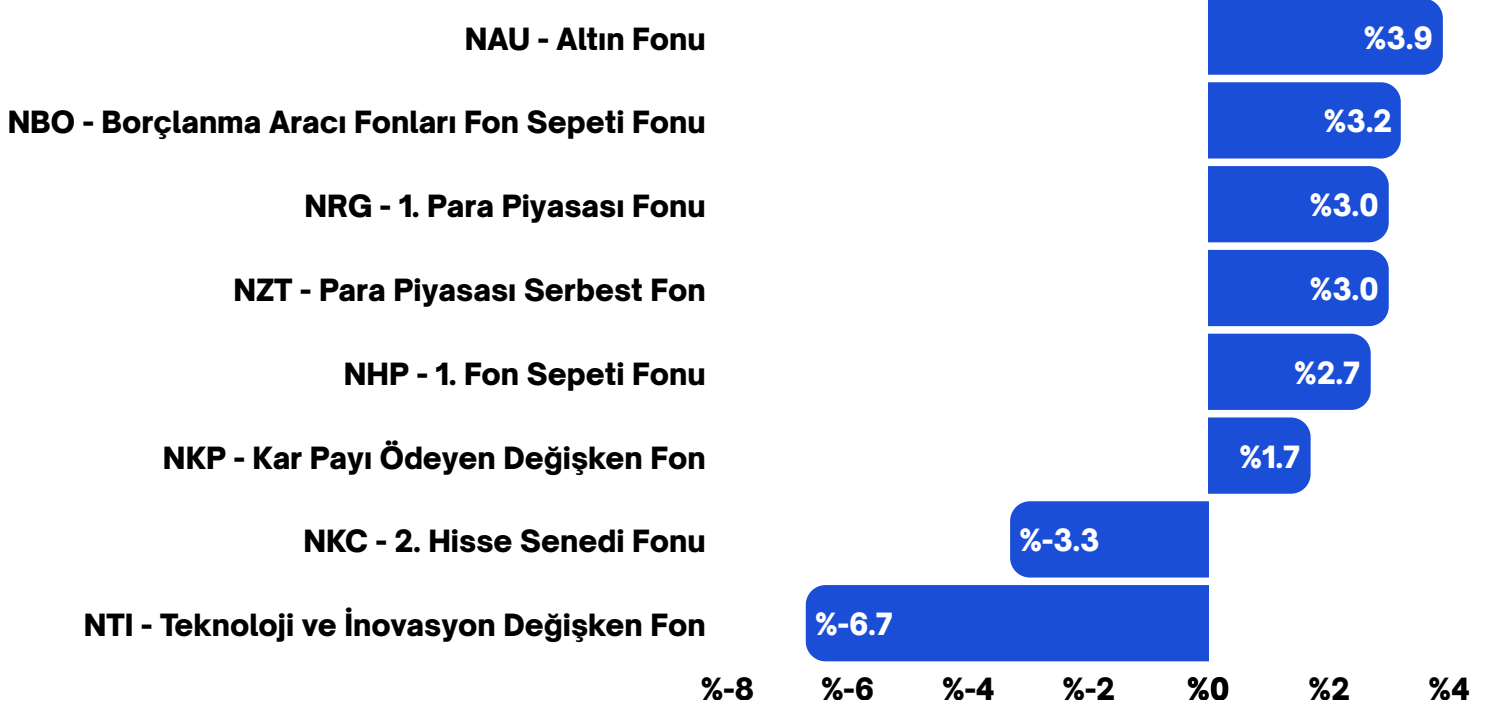 NAU - Altın Fonu %3.9
NBO - Borçlanma Aracı Fonları Fon Sepeti Fonu %3.2
NRG - 1. Para Piyasası Fonu %3.0
NZT - Para Piyasası Serbest Fon %3.0
NHP - 1. Fon Sepeti Fonu %2.7
NKP - Kar Payı Ödeyen Değişken Fon %1.7
NKC - 2. Hisse Senedi Fonu %-3.3
NTI - Teknoloji ve İnovasyon Değişken Fon %-6.7
%-8 %-6 %-4 %-2 %0 %2 %4